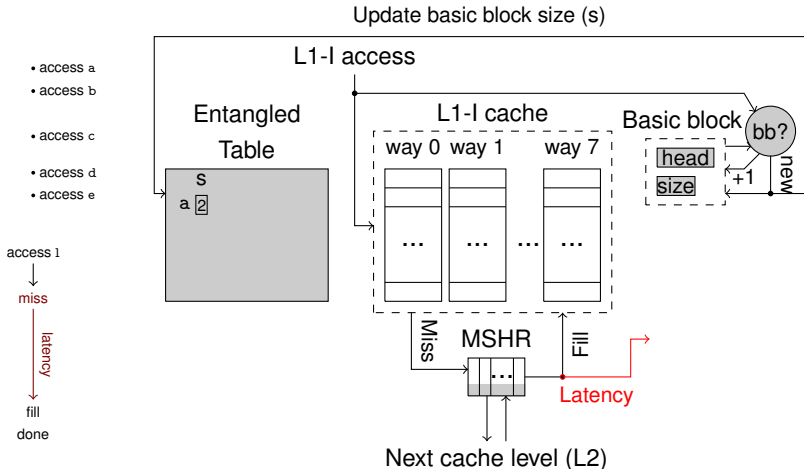 Update basic block size (s)
L1-I access
access a
access b
access c
access d
access e
Entangled
Table
s
a 2
L1-I cache
way 0 way 1 way 7
... ... ... ...
Basic block
head
size
bb?
+1
new
access l
miss
latency
fill
done
Miss
MSHR
...
Fill
Latency
Next cache level (L2)